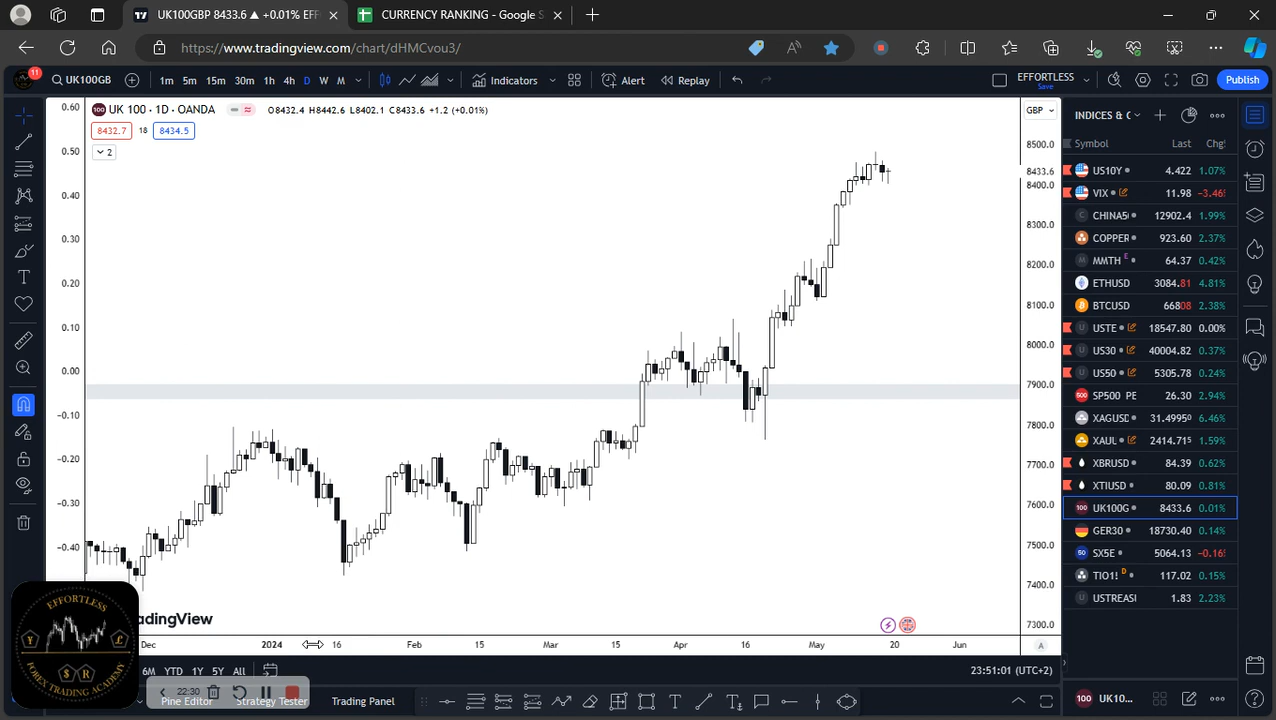 UK100GBP 8433.6 ▲ +0.01% EFF
CURRENCY RANKING - Google S
https://www.tradingview.com/chart/dHMCvou3/
11
UK100GB
1m 5m 15m 30m 1h 4h D W M
Indicators
Alert
Replay
EFFORTLESS
Save
Publish
UK 100 · 1D · OANDA
O8432.4 H8442.6 L8402.1 C8433.6 +1.2 (+0.01%)
8432.7 18 8434.5
2
GBP
0.60
0.50
0.40
0.30
0.20
0.10
0.00
−0.10
−0.20
−0.30
−0.40
8500.0
8433.6
8400.0
8300.0
8200.0
8100.0
8000.0
7900.0
7800.0
7700.0
7600.0
7500.0
7400.0
7300.0
INDICES & C
Symbol Last Chg%
US10Y 4.422 1.07%
VIX 11.98 −3.46%
CHINA5 12902.4 1.99%
COPPER 923.60 2.37%
MMTH E 64.37 0.42%
ETHUSD 3084.81 4.81%
BTCUSD 66808 2.38%
USTE 18547.80 0.00%
US30 40004.82 0.37%
US50 5305.78 0.24%
SP500 PE 26.30 2.94%
XAGUSD 31.4995 6.46%
XAU 2414.715 1.59%
XBRUSD 84.39 0.62%
XTIUSD 80.09 0.81%
UK100G 8433.6 0.01%
GER30 18730.40 0.14%
SX5E 5064.13 −0.16%
TIO1! D 117.02 0.15%
USTREASU 1.83 2.23%
EFFORTLESS
FOREX TRADING ACADEMY
adingView
Dec 2024 16 Feb 15 Mar 15 Apr 16 May 20 Jun
A
6M YTD 1Y 5Y All
23:51:01 (UTC+2)
22:30
Pine Editor Strategy Tester Trading Panel
UK10...